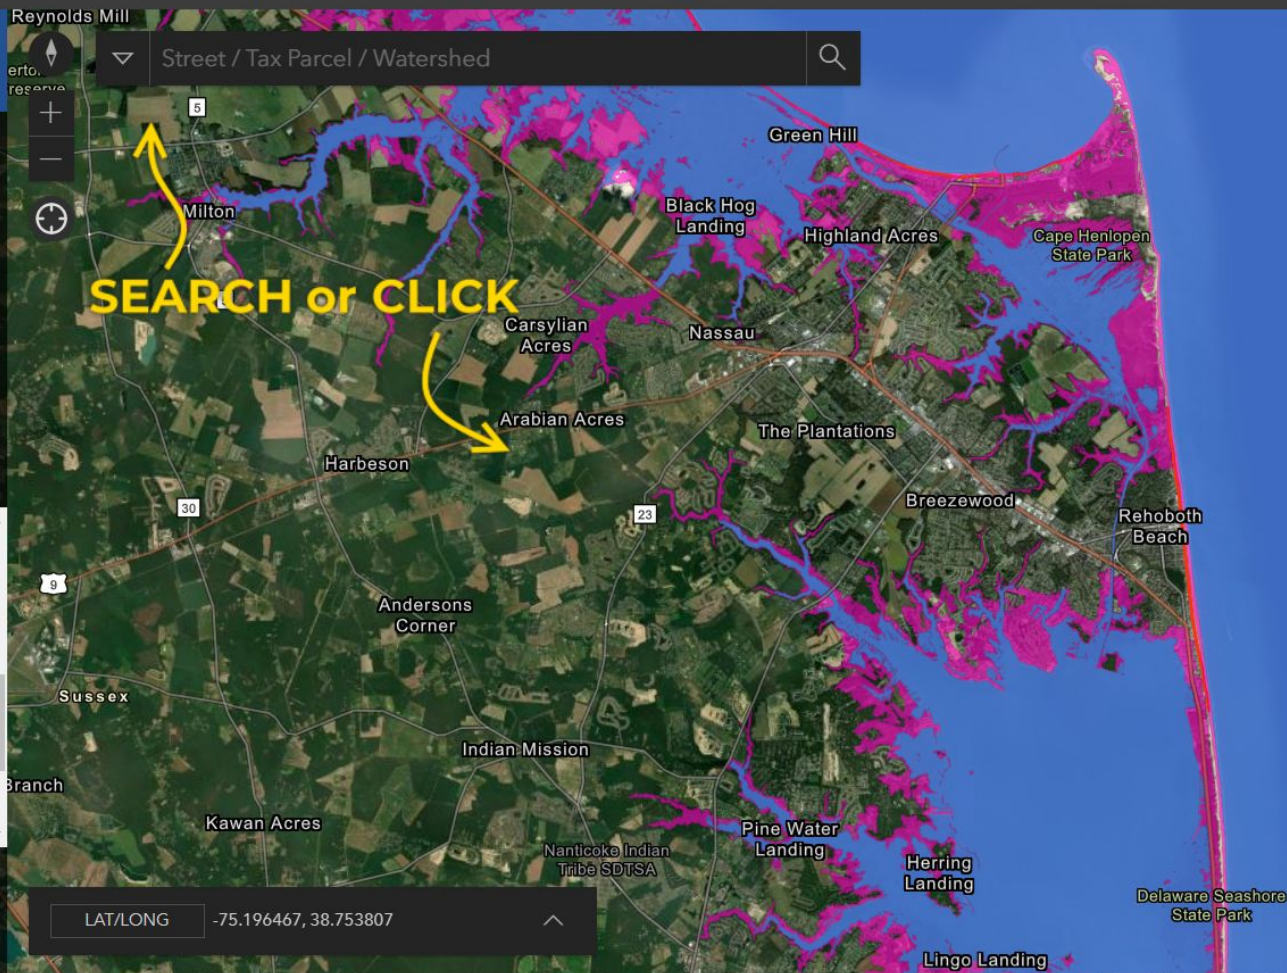 Reynolds Mill
Street / Tax Parcel / Watershed
5
Green Hill
Milton
Black Hog
Landing
Highland Acres
Cape Henlopen
State Park
SEARCH or CLICK
Carsylian
Acres
Nassau
Arabian Acres
The Plantations
Harbeson
Breezewood
30
23
Rehoboth
Beach
9
Andersons
Corner
Sussex
Indian Mission
Branch
Kawan Acres
Pine Water
Landing
Nanticoke Indian
Tribe SDTSA
Herring
Landing
Delaware Seashore
State Park
LAT/LONG
-75.196467, 38.753807
Lingo Landing